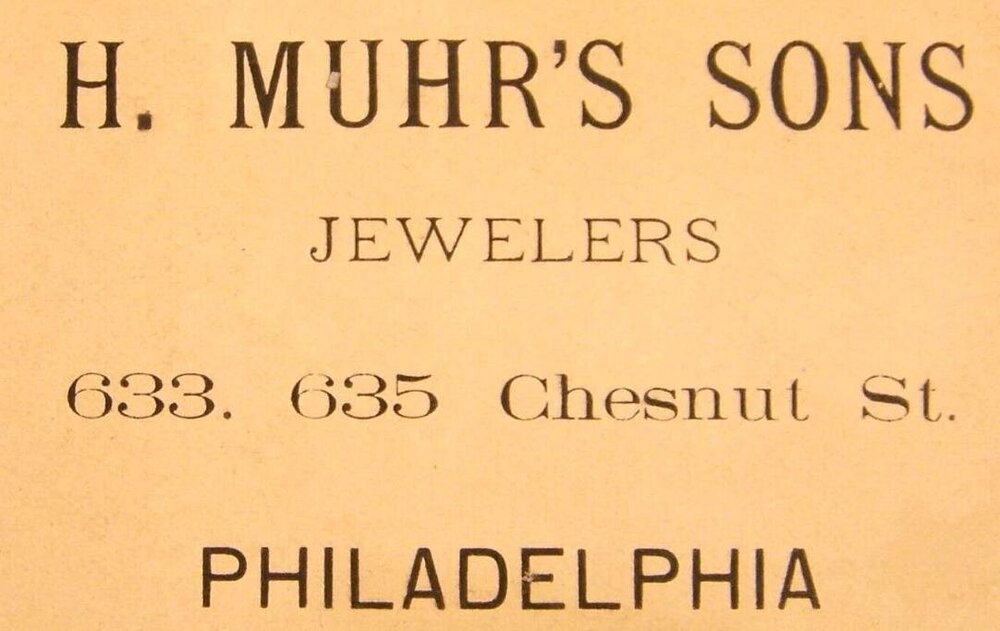 H. MUHR'S SONS
JEWELERS
633. 635 Chesnut St.
PHILADELPHIA